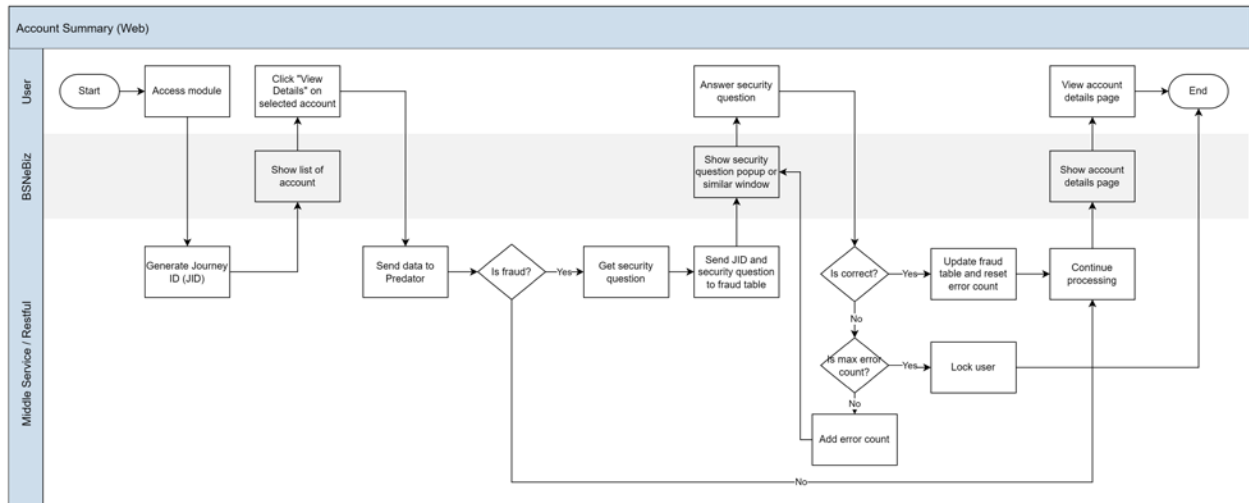 Account Summary (Web)
User
Start
Access module
Click "View
Details" on
selected account
Answer security
question
View account
details page
End
BSNeBiz
Show list of
account
Show security
question popup or
similar window
Show account
details page
Middle Service / Restful
Generate Journey
ID (JID)
Send data to
Predator
Is fraud?
Yes
Get security
question
Send JID and
security question
to fraud table
Is correct?
Yes
Update fraud
table and reset
error count
Continue
processing
No
Is max error
count?
Yes
Lock user
No
Add error count
No